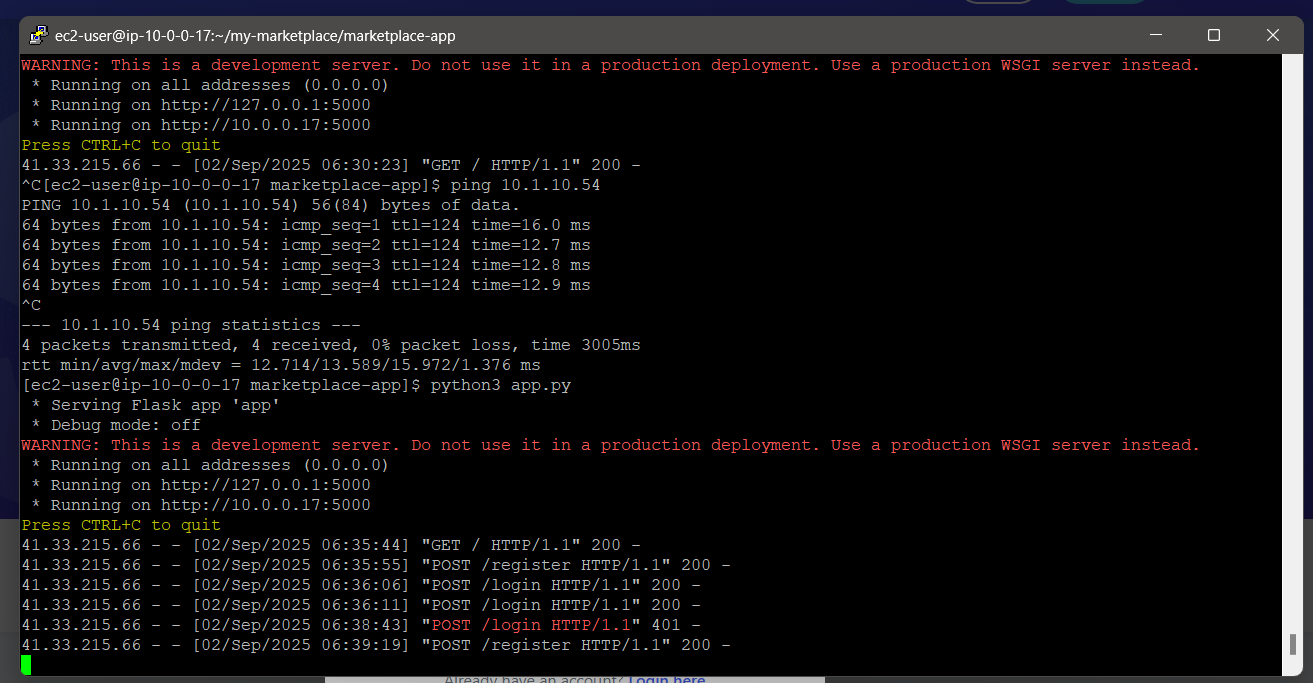 ec2-user@ip-10-0-0-17:~/my-marketplace/marketplace-app
WARNING: This is a development server. Do not use it in a production deployment. Use a production WSGI server instead.
 * Running on all addresses (0.0.0.0)
 * Running on http://127.0.0.1:5000
 * Running on http://10.0.0.17:5000
Press CTRL+C to quit
41.33.215.66 - - [02/Sep/2025 06:30:23] "GET / HTTP/1.1" 200 -
^C[ec2-user@ip-10-0-0-17 marketplace-app]$ ping 10.1.10.54
PING 10.1.10.54 (10.1.10.54) 56(84) bytes of data.
64 bytes from 10.1.10.54: icmp_seq=1 ttl=124 time=16.0 ms
64 bytes from 10.1.10.54: icmp_seq=2 ttl=124 time=12.7 ms
64 bytes from 10.1.10.54: icmp_seq=3 ttl=124 time=12.8 ms
64 bytes from 10.1.10.54: icmp_seq=4 ttl=124 time=12.9 ms
^C
--- 10.1.10.54 ping statistics ---
4 packets transmitted, 4 received, 0% packet loss, time 3005ms
rtt min/avg/max/mdev = 12.714/13.589/15.972/1.376 ms
[ec2-user@ip-10-0-0-17 marketplace-app]$ python3 app.py
 * Serving Flask app 'app'
 * Debug mode: off
WARNING: This is a development server. Do not use it in a production deployment. Use a production WSGI server instead.
 * Running on all addresses (0.0.0.0)
 * Running on http://127.0.0.1:5000
 * Running on http://10.0.0.17:5000
Press CTRL+C to quit
41.33.215.66 - - [02/Sep/2025 06:35:44] "GET / HTTP/1.1" 200 -
41.33.215.66 - - [02/Sep/2025 06:35:55] "POST /register HTTP/1.1" 200 -
41.33.215.66 - - [02/Sep/2025 06:36:06] "POST /login HTTP/1.1" 200 -
41.33.215.66 - - [02/Sep/2025 06:36:11] "POST /login HTTP/1.1" 200 -
41.33.215.66 - - [02/Sep/2025 06:38:43] "POST /login HTTP/1.1" 401 -
41.33.215.66 - - [02/Sep/2025 06:39:19] "POST /register HTTP/1.1" 200 -
Already have an account? Login here